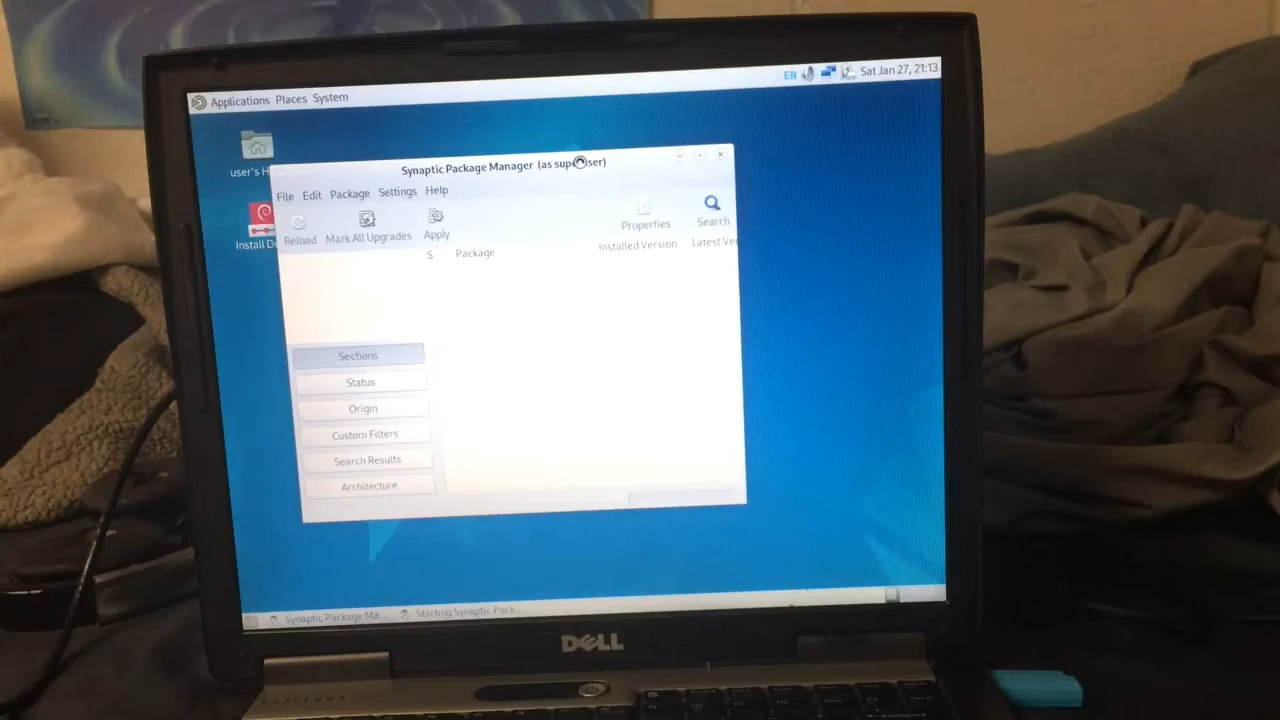 Applications Places System
EN Sat Jan 27, 21:13
user's H
Install De
Synaptic Package Manager (as superuser)
File Edit Package Settings Help
Reload Mark All Upgrades Apply Properties Search
S Package Installed Version Latest Ver
Sections
Status
Origin
Custom Filters
Search Results
Architecture
Synaptic Package Ma... Starting Synaptic Pack...
DELL
LATITUDE